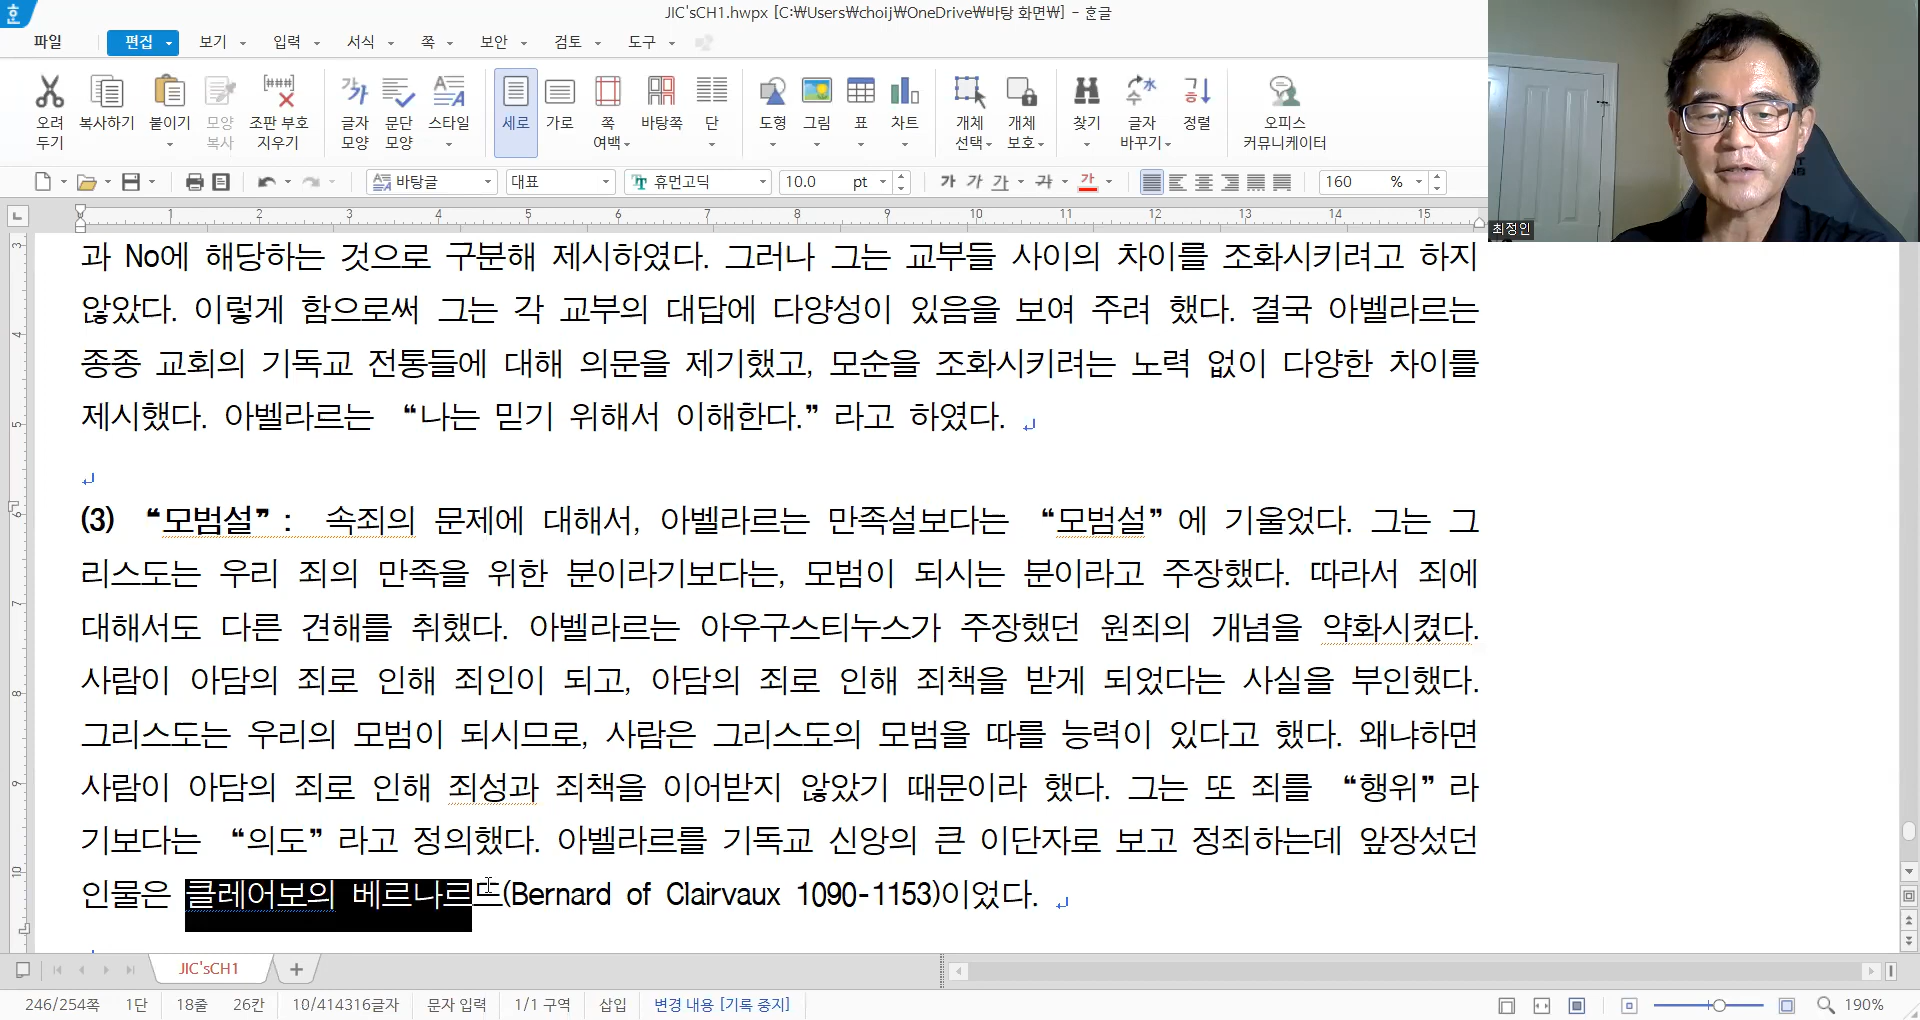 JIC'sCH1.hwpx [C:₩Users₩choij₩OneDrive₩바탕 화면₩] - 훈글
파일 편집 보기 입력 서식 쪽 보안 검토 도구
오려 두기 복사하기 붙이기 모양 복사 조판 부호 지우기 글자 모양 문단 모양 스타일 세로 가로 쪽 여백 바탕쪽 단 도형 그림 표 차트 개체 선택 개체 보호 찾기 글자 바꾸기 정렬 오피스 커뮤니케이터
바탕글 대표 휴먼고딕 10.0 pt 가 가 가 가 가 160 %
최정인
1 2 3 4 5 6 7 8 9 10 11 12 13 14 15
과 No에 해당하는 것으로 구분해 제시하였다. 그러나 그는 교부들 사이의 차이를 조화시키려고 하지
않았다. 이렇게 함으로써 그는 각 교부의 대답에 다양성이 있음을 보여 주려 했다. 결국 아벨라르는
종종 교회의 기독교 전통들에 대해 의문을 제기했고, 모순을 조화시키려는 노력 없이 다양한 차이를
제시했다. 아벨라르는 “나는 믿기 위해서 이해한다.”라고 하였다.
(3) “모범설”: 속죄의 문제에 대해서, 아벨라르는 만족설보다는 “모범설”에 기울었다. 그는 그
리스도는 우리 죄의 만족을 위한 분이라기보다는, 모범이 되시는 분이라고 주장했다. 따라서 죄에
대해서도 다른 견해를 취했다. 아벨라르는 아우구스티누스가 주장했던 원죄의 개념을 약화시켰다.
사람이 아담의 죄로 인해 죄인이 되고, 아담의 죄로 인해 죄책을 받게 되었다는 사실을 부인했다.
그리스도는 우리의 모범이 되시므로, 사람은 그리스도의 모범을 따를 능력이 있다고 했다. 왜냐하면
사람이 아담의 죄로 인해 죄성과 죄책을 이어받지 않았기 때문이라 했다. 그는 또 죄를 “행위”라
기보다는 “의도”라고 정의했다. 아벨라르를 기독교 신앙의 큰 이단자로 보고 정죄하는데 앞장섰던
인물은 클레어보의 베르나르드(Bernard of Clairvaux 1090-1153)이었다.
JIC'sCH1
246/254쪽 1단 18줄 26칸 10/414316글자 문자 입력 1/1 구역 삽입 변경 내용 [기록 중지] 190%